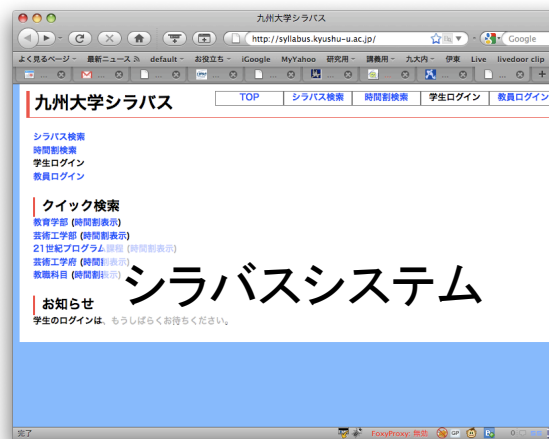 九州大学シラバス
http://syllabus.kyushu-u.ac.jp/
Google
よく見るページ 最新ニュース default お役立ち iGoogle MyYahoo 研究用 講義用 九大内 伊東 Live livedoor clip
九州大学シラバス
TOP シラバス検索 時間割検索 学生ログイン 教員ログイン
シラバス検索
時間割検索
学生ログイン
教員ログイン
クイック検索
教育学部 (時間割表示)
芸術工学部 (時間割表示)
21世紀プログラム課程 (時間割表示)
芸術工学府 (時間割表示)
教職科目 (時間割表示)
シラバスシステム
お知らせ
学生のログインは、もうしばらくお待ちください。
完了
FoxyProxy: 無効